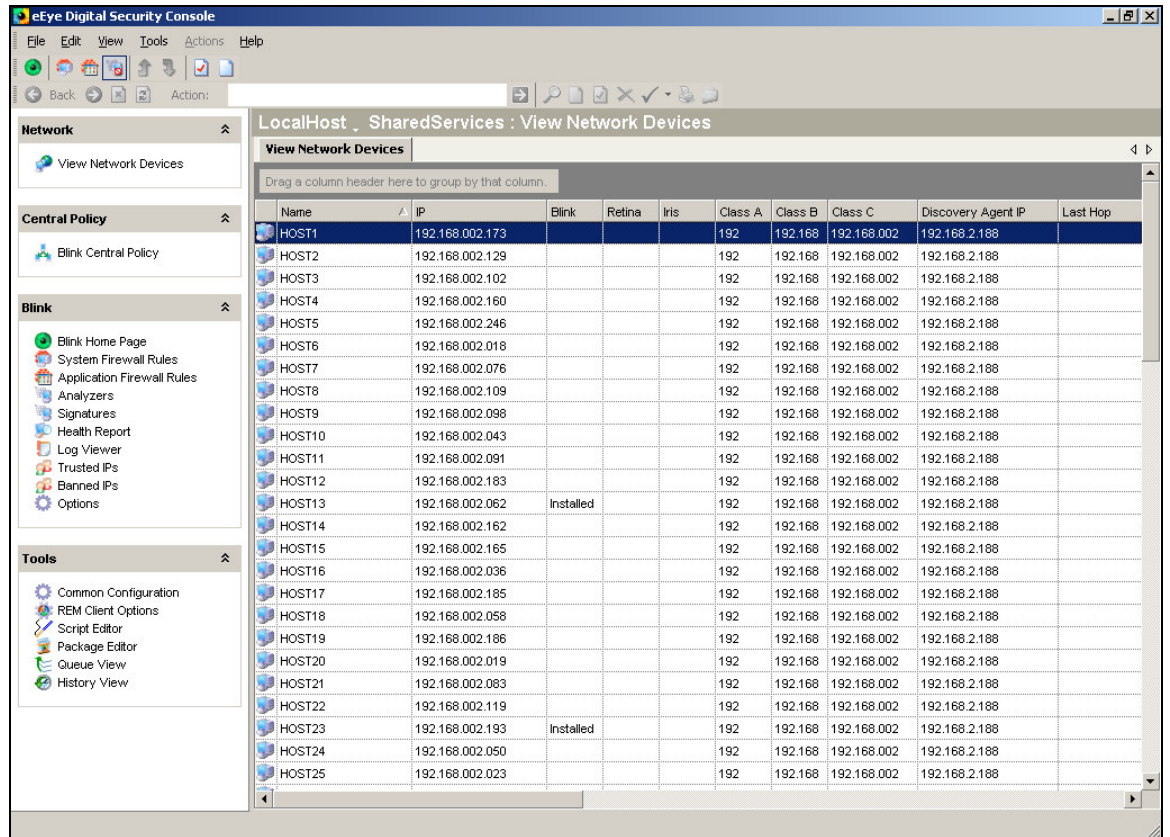 eEye Digital Security Console
File Edit View Tools Actions Help
Back Action:
Network
View Network Devices
Central Policy
Blink Central Policy
Blink
Blink Home Page
System Firewall Rules
Application Firewall Rules
Analyzers
Signatures
Health Report
Log Viewer
Trusted IPs
Banned IPs
Options
Tools
Common Configuration
REM Client Options
Script Editor
Package Editor
Queue View
History View
LocalHost SharedServices : View Network Devices
View Network Devices
Drag a column header here to group by that column.
Name IP Blink Retina Iris Class A Class B Class C Discovery Agent IP Last Hop
HOST1 192.168.002.173 192 192.168 192.168.002 192.168.2.188
HOST2 192.168.002.129 192 192.168 192.168.002 192.168.2.188
HOST3 192.168.002.102 192 192.168 192.168.002 192.168.2.188
HOST4 192.168.002.160 192 192.168 192.168.002 192.168.2.188
HOST5 192.168.002.246 192 192.168 192.168.002 192.168.2.188
HOST6 192.168.002.018 192 192.168 192.168.002 192.168.2.188
HOST7 192.168.002.076 192 192.168 192.168.002 192.168.2.188
HOST8 192.168.002.109 192 192.168 192.168.002 192.168.2.188
HOST9 192.168.002.098 192 192.168 192.168.002 192.168.2.188
HOST10 192.168.002.043 192 192.168 192.168.002 192.168.2.188
HOST11 192.168.002.091 192 192.168 192.168.002 192.168.2.188
HOST12 192.168.002.183 192 192.168 192.168.002 192.168.2.188
HOST13 192.168.002.062 Installed 192 192.168 192.168.002 192.168.2.188
HOST14 192.168.002.162 192 192.168 192.168.002 192.168.2.188
HOST15 192.168.002.165 192 192.168 192.168.002 192.168.2.188
HOST16 192.168.002.036 192 192.168 192.168.002 192.168.2.188
HOST17 192.168.002.185 192 192.168 192.168.002 192.168.2.188
HOST18 192.168.002.058 192 192.168 192.168.002 192.168.2.188
HOST19 192.168.002.186 192 192.168 192.168.002 192.168.2.188
HOST20 192.168.002.019 192 192.168 192.168.002 192.168.2.188
HOST21 192.168.002.083 192 192.168 192.168.002 192.168.2.188
HOST22 192.168.002.119 192 192.168 192.168.002 192.168.2.188
HOST23 192.168.002.193 Installed 192 192.168 192.168.002 192.168.2.188
HOST24 192.168.002.050 192 192.168 192.168.002 192.168.2.188
HOST25 192.168.002.023 192 192.168 192.168.002 192.168.2.188